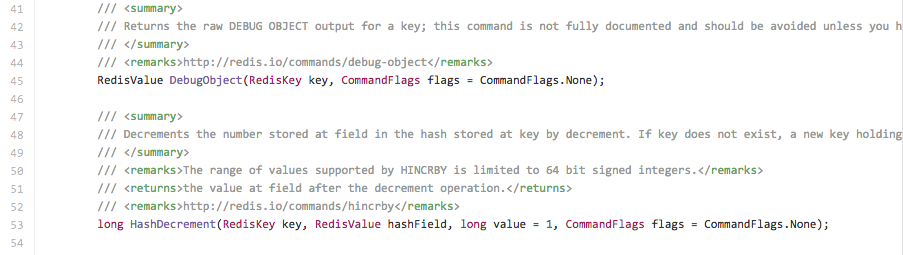 41 /// <summary>
42 /// Returns the raw DEBUG OBJECT output for a key; this command is not fully documented and should be avoided unless you h
43 /// </summary>
44 /// <remarks>http://redis.io/commands/debug-object</remarks>
45 RedisValue DebugObject(RedisKey key, CommandFlags flags = CommandFlags.None);
46
47 /// <summary>
48 /// Decrements the number stored at field in the hash stored at key by decrement. If key does not exist, a new key holding
49 /// </summary>
50 /// <remarks>The range of values supported by HINCRBY is limited to 64 bit signed integers.</remarks>
51 /// <returns>the value at field after the decrement operation.</returns>
52 /// <remarks>http://redis.io/commands/hincrby</remarks>
53 long HashDecrement(RedisKey key, RedisValue hashField, long value = 1, CommandFlags flags = CommandFlags.None);
54